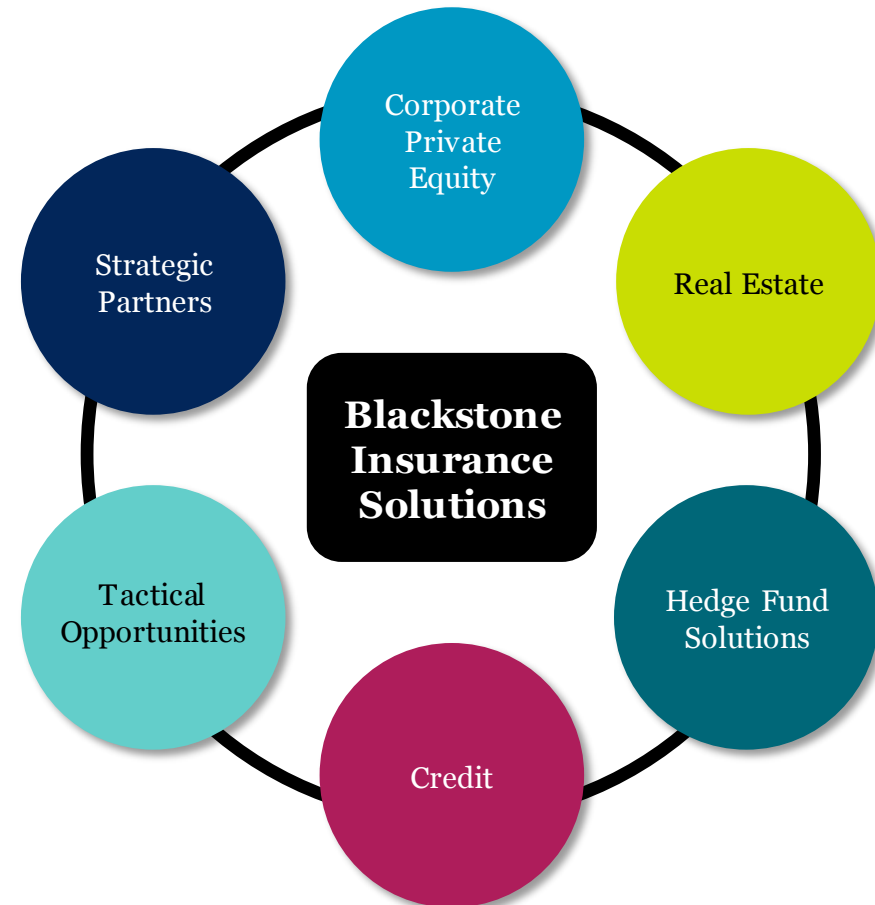 Corporate
Private
Equity
Strategic
Partners
Real Estate
Blackstone
Insurance
Solutions
Tactical
Opportunities
Hedge Fund
Solutions
Credit